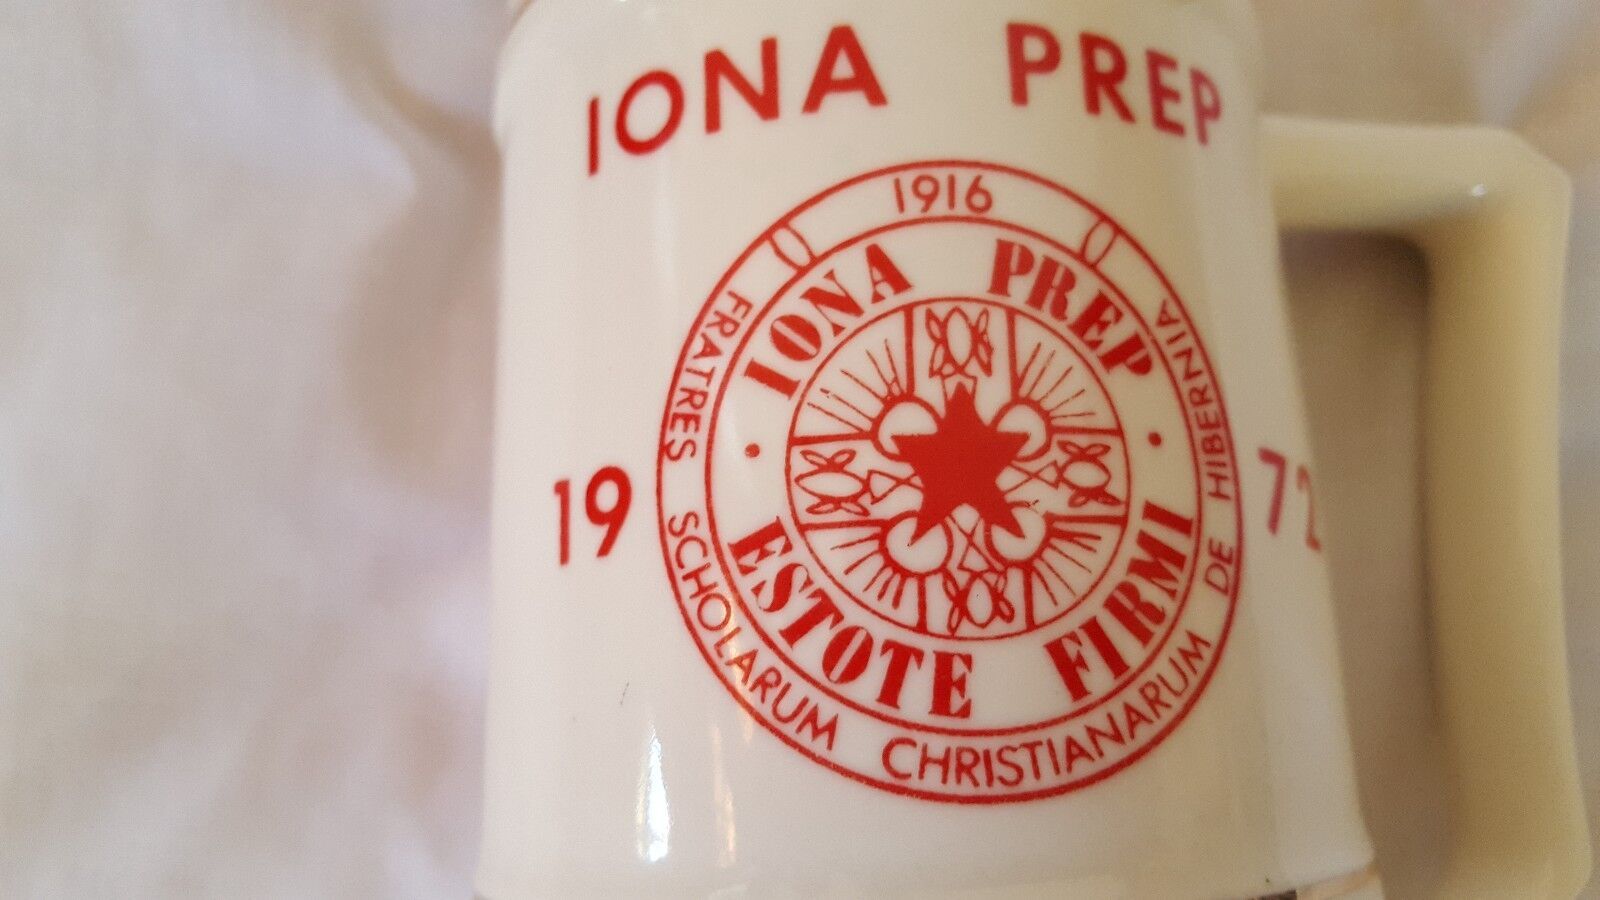 IONA PREP
1916
IONA PREP
FRATRES SCHOLARUM CHRISTIANARUM DE HIBERNIA
19 72
ESTOTE FIRMI